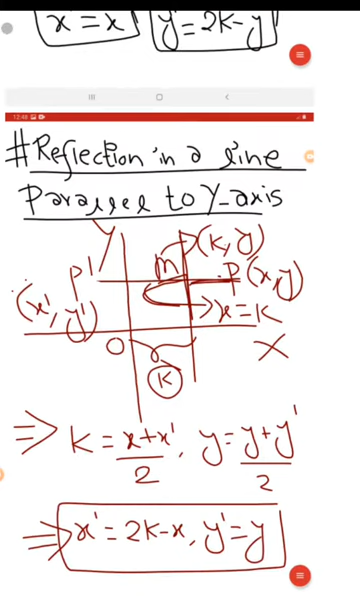 x' = x y' = 2K-y
12:48
#Reflection in a line
Parallel to Y-axis
Y
M (K, y)
P' P(x,y)
(x', y')
x = K
O X
K
⇒ K = x+x'/2, y = y+y'/2
⇒ x' = 2K-x, y' = y